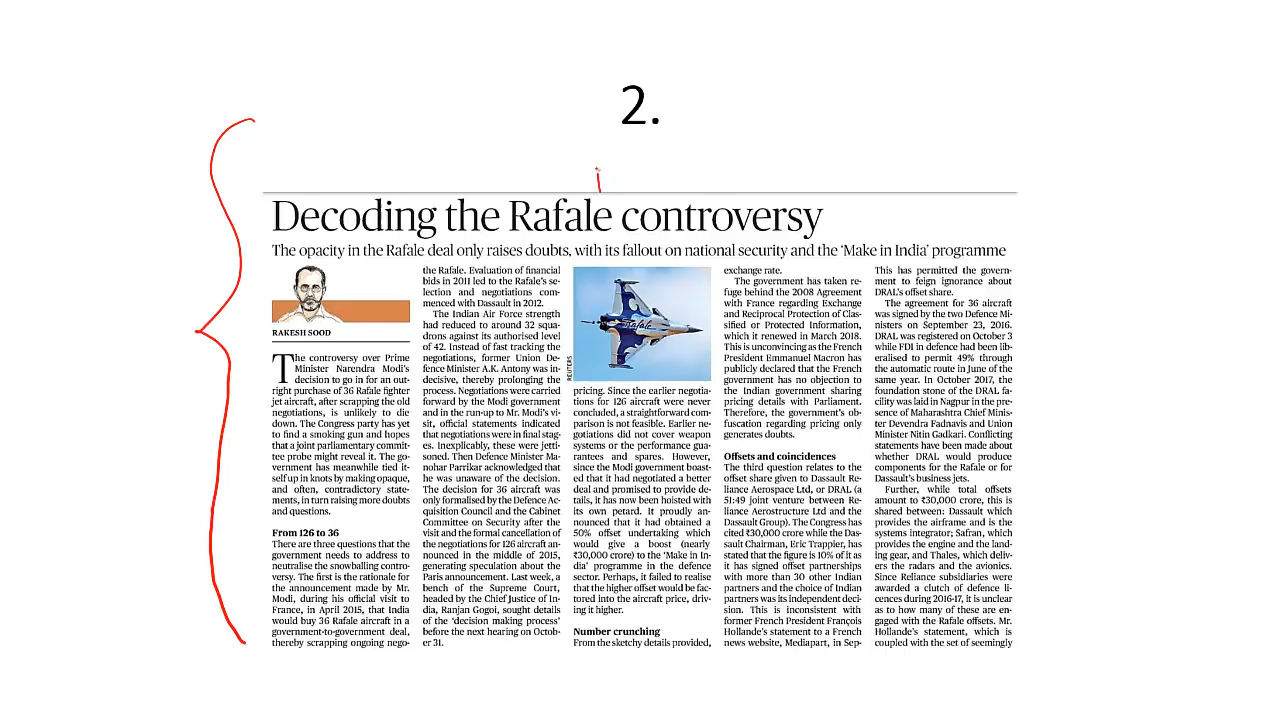 2.
Decoding the Rafale controversy
The opacity in the Rafale deal only raises doubts, with its fallout on national security and the ‘Make in India’ programme
RAKESH SOOD
The controversy over Prime
Minister Narendra Modi’s
decision to go in for an out-
right purchase of 36 Rafale fighter
jet aircraft, after scrapping the old
negotiations, is unlikely to die
down. The Congress party has yet
to find a smoking gun and hopes
that a joint parliamentary commit-
tee probe might reveal it. The go-
vernment has meanwhile tied it-
self up in knots by making opaque,
and often, contradictory state-
ments, in turn raising more doubts
and questions.
From 126 to 36
There are three questions that the
government needs to address to
neutralise the snowballing contro-
versy. The first is the rationale for
the announcement made by Mr.
Modi, during his official visit to
France, in April 2015, that India
would buy 36 Rafale aircraft in a
government-to-government deal,
thereby scrapping ongoing nego-
the Rafale. Evaluation of financial
bids in 2011 led to the Rafale’s se-
lection and negotiations com-
menced with Dassault in 2012.
The Indian Air Force strength
had reduced to around 32 squa-
drons against its authorised level
of 42. Instead of fast tracking the
negotiations, former Union De-
fence Minister A.K. Antony was in-
decisive, thereby prolonging the
process. Negotiations were carried
forward by the Modi government
and in the run-up to Mr. Modi’s vi-
sit, official statements indicated
that negotiations were in final stag-
es. Inexplicably, these were jetti-
soned. Then Defence Minister Ma-
nohar Parrikar acknowledged that
he was unaware of the decision.
The decision for 36 aircraft was
only formalised by the Defence Ac-
quisition Council and the Cabinet
Committee on Security after the
visit and the formal cancellation of
the negotiations for 126 aircraft an-
nounced in the middle of 2015,
generating speculation about the
Paris announcement. Last week, a
bench of the Supreme Court,
headed by the Chief Justice of In-
dia, Ranjan Gogoi, sought details
of the ‘decision making process’
before the next hearing on Octob-
er 31.
Rafale
REUTERS
pricing. Since the earlier negotia-
tions for 126 aircraft were never
concluded, a straightforward com-
parison is not feasible. Earlier ne-
gotiations did not cover weapon
systems or the performance gua-
rantees and spares. However,
since the Modi government boast-
ed that it had negotiated a better
deal and promised to provide de-
tails, it has now been hoisted with
its own petard. It proudly an-
nounced that it had obtained a
50% offset undertaking which
would give a boost (nearly
₹30,000 crore) to the ‘Make in In-
dia’ programme in the defence
sector. Perhaps, it failed to realise
that the higher offset would be fac-
tored into the aircraft price, driv-
ing it higher.
Number crunching
From the sketchy details provided,
exchange rate.
The government has taken re-
fuge behind the 2008 Agreement
with France regarding Exchange
and Reciprocal Protection of Clas-
sified or Protected Information,
which it renewed in March 2018.
This is unconvincing as the French
President Emmanuel Macron has
publicly declared that the French
government has no objection to
the Indian government sharing
pricing details with Parliament.
Therefore, the government’s ob-
fuscation regarding pricing only
generates doubts.
Offsets and coincidences
The third question relates to the
offset share given to Dassault Re-
liance Aerospace Ltd, or DRAL (a
51:49 joint venture between Re-
liance Aerostructure Ltd and the
Dassault Group). The Congress has
cited ₹30,000 crore while the Das-
sault Chairman, Eric Trappier, has
stated that the figure is 10% of it as
it has signed offset partnerships
with more than 30 other Indian
partners and the choice of Indian
partners was its independent deci-
sion. This is inconsistent with
former French President François
Hollande’s statement to a French
news website, Mediapart, in Sep-
This has permitted the govern-
ment to feign ignorance about
DRAL’s offset share.
The agreement for 36 aircraft
was signed by the two Defence Mi-
nisters on September 23, 2016.
DRAL was registered on October 3
while FDI in defence had been lib-
eralised to permit 49% through
the automatic route in June of the
same year. In October 2017, the
foundation stone of the DRAL fa-
cility was laid in Nagpur in the pre-
sence of Maharashtra Chief Minis-
ter Devendra Fadnavis and Union
Minister Nitin Gadkari. Conflicting
statements have been made about
whether DRAL would produce
components for the Rafale or for
Dassault’s business jets.
Further, while total offsets
amount to ₹30,000 crore, this is
shared between: Dassault which
provides the airframe and is the
systems integrator; Safran, which
provides the engine and the land-
ing gear, and Thales, which deliv-
ers the radars and the avionics.
Since Reliance subsidiaries were
awarded a clutch of defence li-
cences during 2016-17, it is unclear
as to how many of these are en-
gaged with the Rafale offsets. Mr.
Hollande’s statement, which is
coupled with the set of seemingly